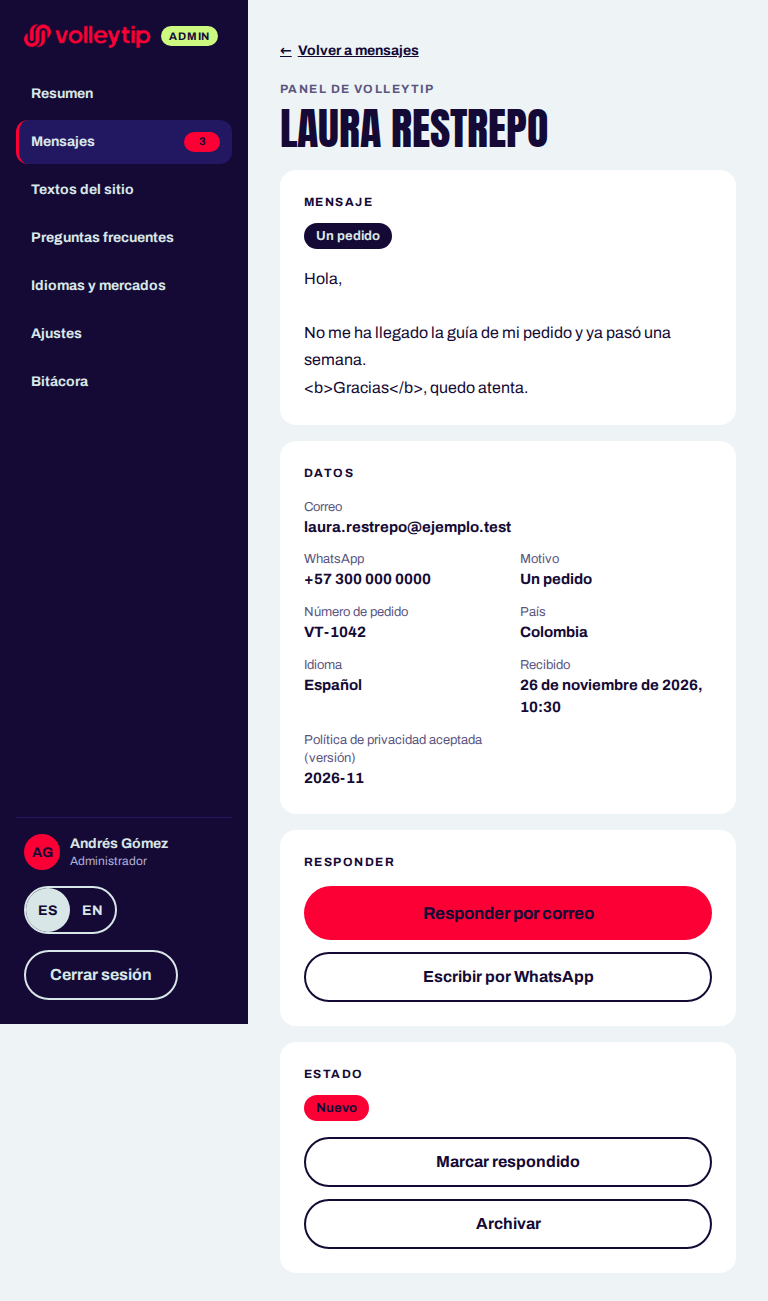 volleytip ADMIN
Resumen
Mensajes 3
Textos del sitio
Preguntas frecuentes
Idiomas y mercados
Ajustes
Bitácora
AG Andrés Gómez
Administrador
ES EN
Cerrar sesión
← Volver a mensajes
PANEL DE VOLLEYTIP
LAURA RESTREPO
MENSAJE
Un pedido
Hola,
No me ha llegado la guía de mi pedido y ya pasó una
semana.
<b>Gracias</b>, quedo atenta.
DATOS
Correo
laura.restrepo@ejemplo.test
WhatsApp
+57 300 000 0000
Motivo
Un pedido
Número de pedido
VT-1042
País
Colombia
Idioma
Español
Recibido
26 de noviembre de 2026,
10:30
Política de privacidad aceptada
(versión)
2026-11
RESPONDER
Responder por correo
Escribir por WhatsApp
ESTADO
Nuevo
Marcar respondido
Archivar